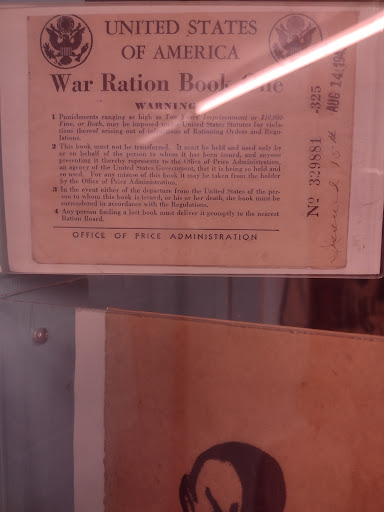 UNITED STATES
OF AMERICA
War Ration Book One
WARNING
1 Punishments ranging as high as Ten Years' Imprisonment or $10,000
Fine, or Both, may be imposed under United States Statutes for viola-
tions thereof arising out of infractions of Rationing Orders and Regu-
lations.
2 This book must not be transferred. It must be held and used only by
or on behalf of the person to whom it has been issued, and anyone
presenting it thereby represents to the Office of Price Administration,
an agency of the United States Government, that it is being so held and
so used. For any misuse of this book it may be taken from the holder
by the Office of Price Administration.
3 In the event either of the departure from the United States of the per-
son to whom this book is issued, or his or her death, the book must be
surrendered in accordance with the Regulations.
4 Any person finding a lost book must deliver it promptly to the nearest
Ration Board.
OFFICE OF PRICE ADMINISTRATION
№ 329881 -325
AUG 14 194